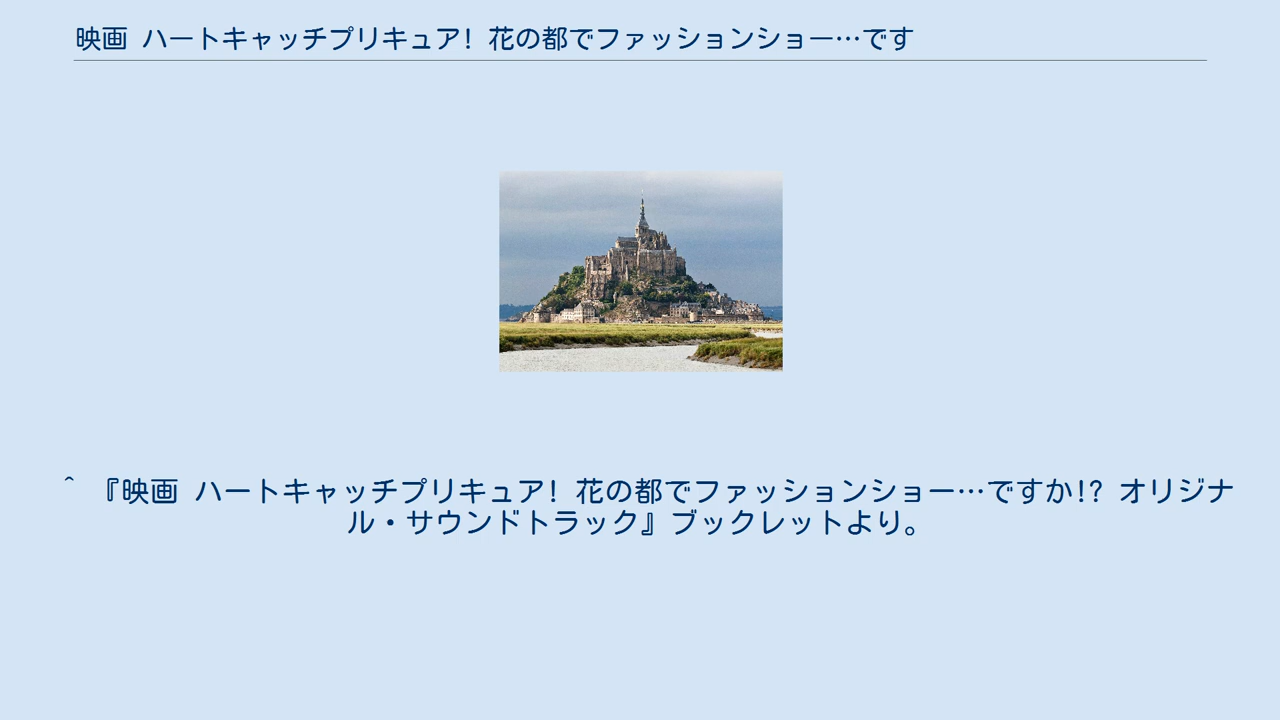 映画 ハートキャッチプリキュア! 花の都でファッションショー…です
^ 『映画 ハートキャッチプリキュア! 花の都でファッションショー…ですか!? オリジナ
ル・サウンドトラック』ブックレットより。